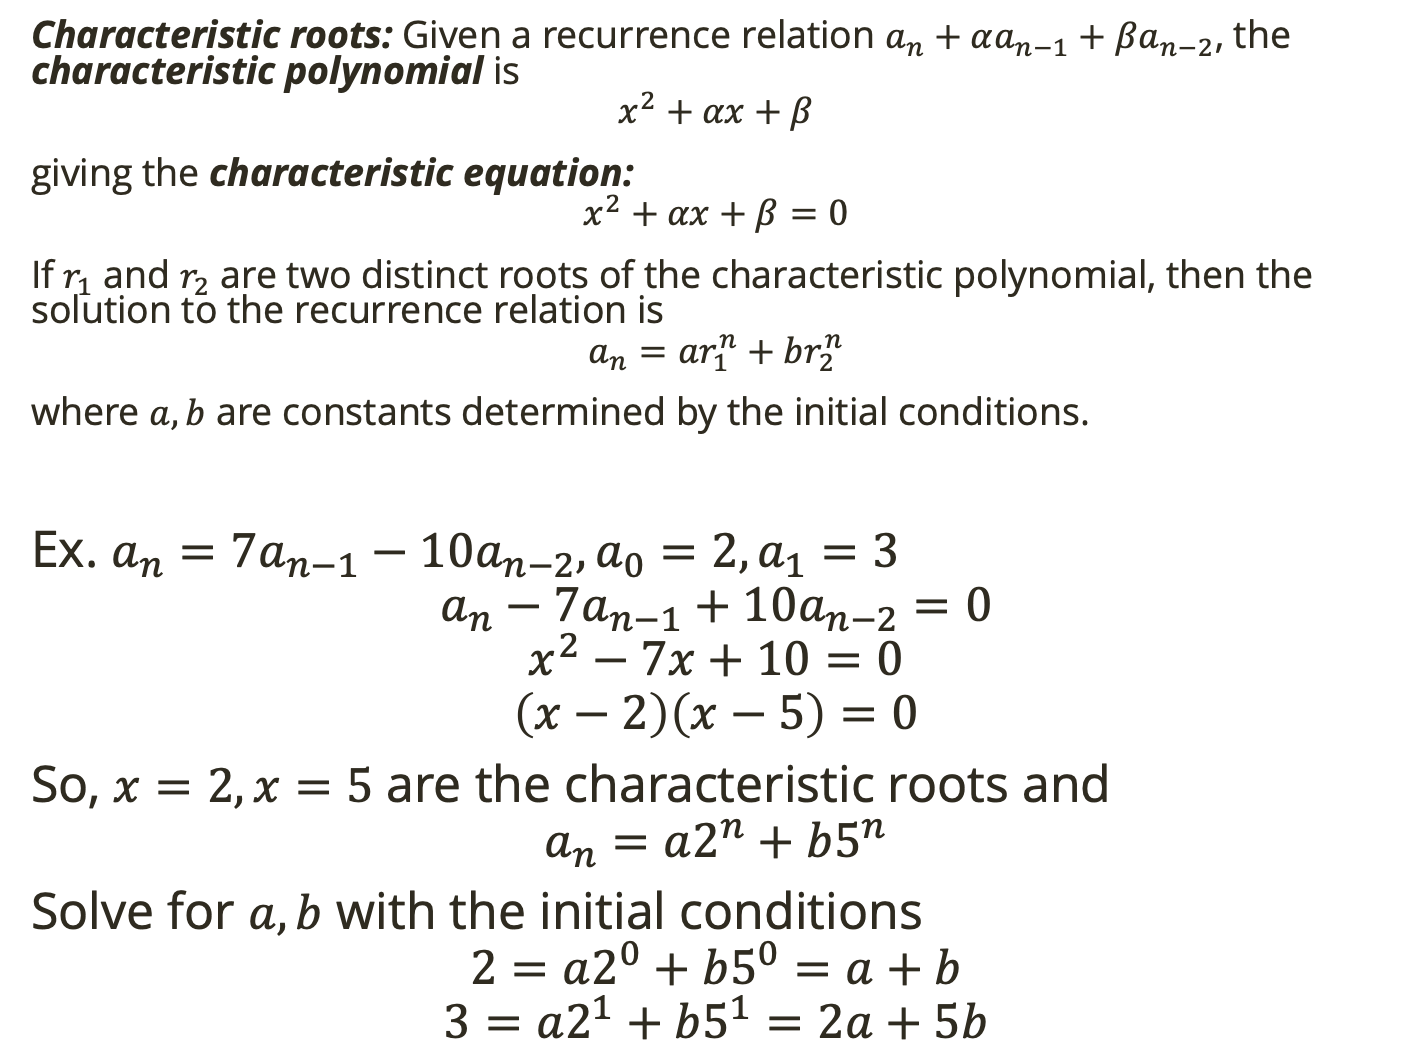 Characteristic roots: Given a recurrence relation aₙ + αaₙ₋₁ + βaₙ₋₂, the
characteristic polynomial is
x² + αx + β
giving the characteristic equation:
x² + αx + β = 0
If r₁ and r₂ are two distinct roots of the characteristic polynomial, then the
solution to the recurrence relation is
aₙ = ar₁ⁿ + br₂ⁿ
where a, b are constants determined by the initial conditions.
Ex. aₙ = 7aₙ₋₁ − 10aₙ₋₂, a₀ = 2, a₁ = 3
aₙ − 7aₙ₋₁ + 10aₙ₋₂ = 0
x² − 7x + 10 = 0
(x − 2)(x − 5) = 0
So, x = 2, x = 5 are the characteristic roots and
aₙ = a2ⁿ + b5ⁿ
Solve for a, b with the initial conditions
2 = a2⁰ + b5⁰ = a + b
3 = a2¹ + b5¹ = 2a + 5b